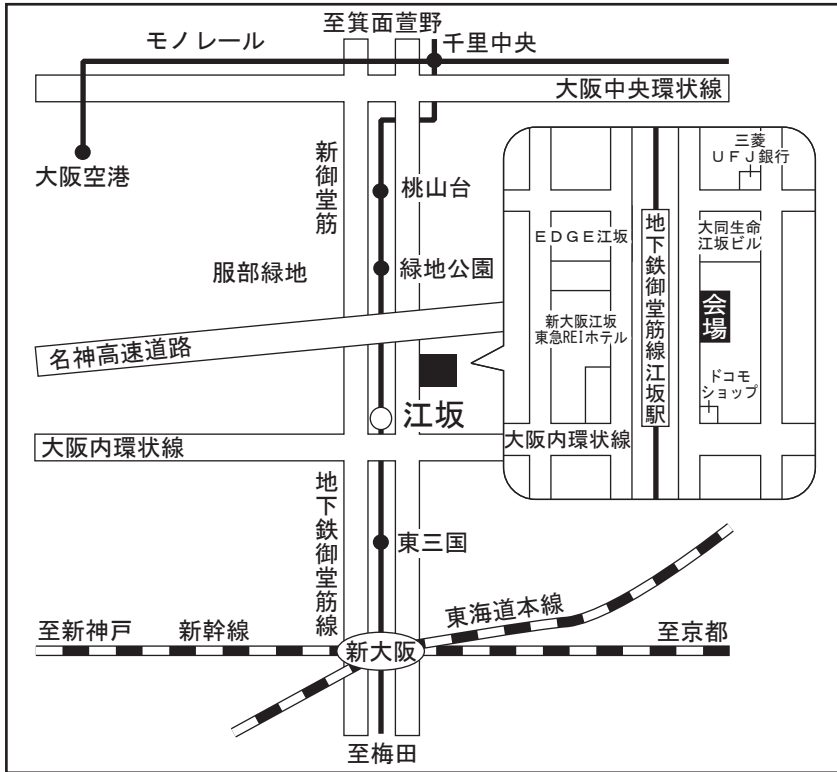 至箕面萱野
モノレール
千里中央
大阪中央環状線
大阪空港
新御堂筋
桃山台
服部緑地
緑地公園
名神高速道路
江坂
大阪内環状線
地下鉄御堂筋線
東三国
東海道本線
至新神戸
新幹線
新大阪
至京都
至梅田
三菱
UFJ銀行
EDGE江坂
大同生命
江坂ビル
地下鉄御堂筋線江坂駅
会場
新大阪江坂
東急REIホテル
ドコモ
ショップ
大阪内環状線